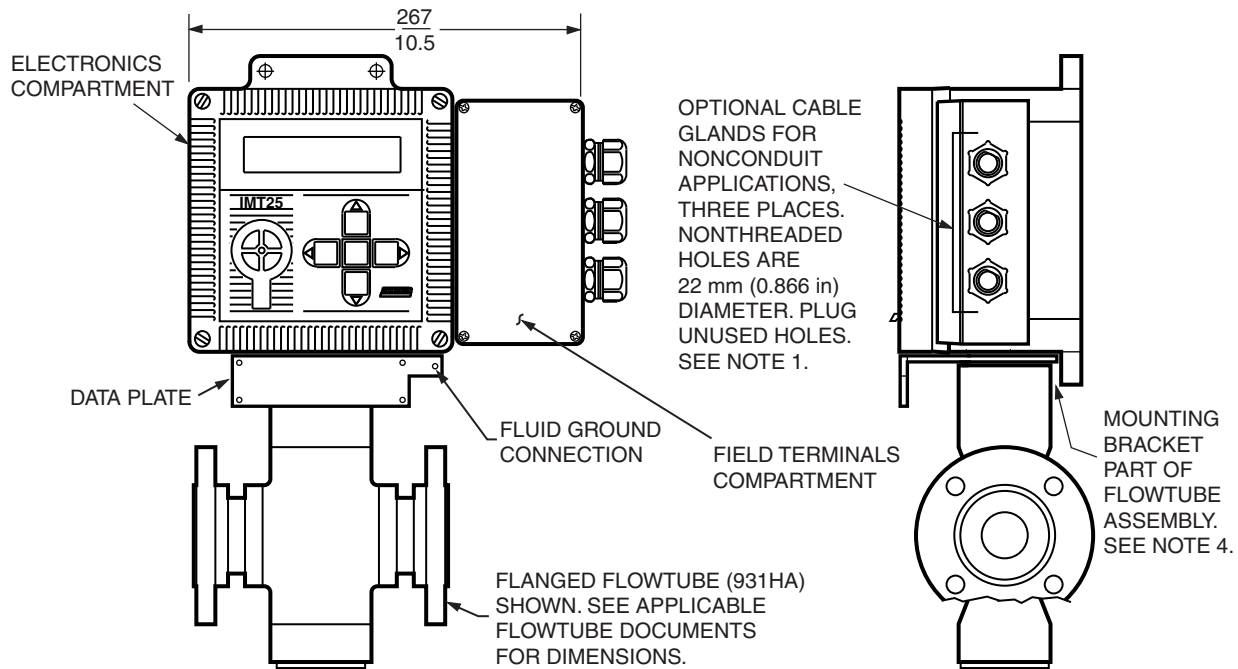 267
10.5
ELECTRONICS
COMPARTMENT
OPTIONAL CABLE
GLANDS FOR
NONCONDUIT
APPLICATIONS,
THREE PLACES.
NONTHREADED
HOLES ARE
22 mm (0.866 in)
DIAMETER. PLUG
UNUSED HOLES.
SEE NOTE 1.
IMT25
DATA PLATE
FLUID GROUND
CONNECTION
FIELD TERMINALS
COMPARTMENT
MOUNTING
BRACKET
PART OF
FLOWTUBE
ASSEMBLY.
SEE NOTE 4.
FLANGED FLOWTUBE (931HA)
SHOWN. SEE APPLICABLE
FLOWTUBE DOCUMENTS
FOR DIMENSIONS.